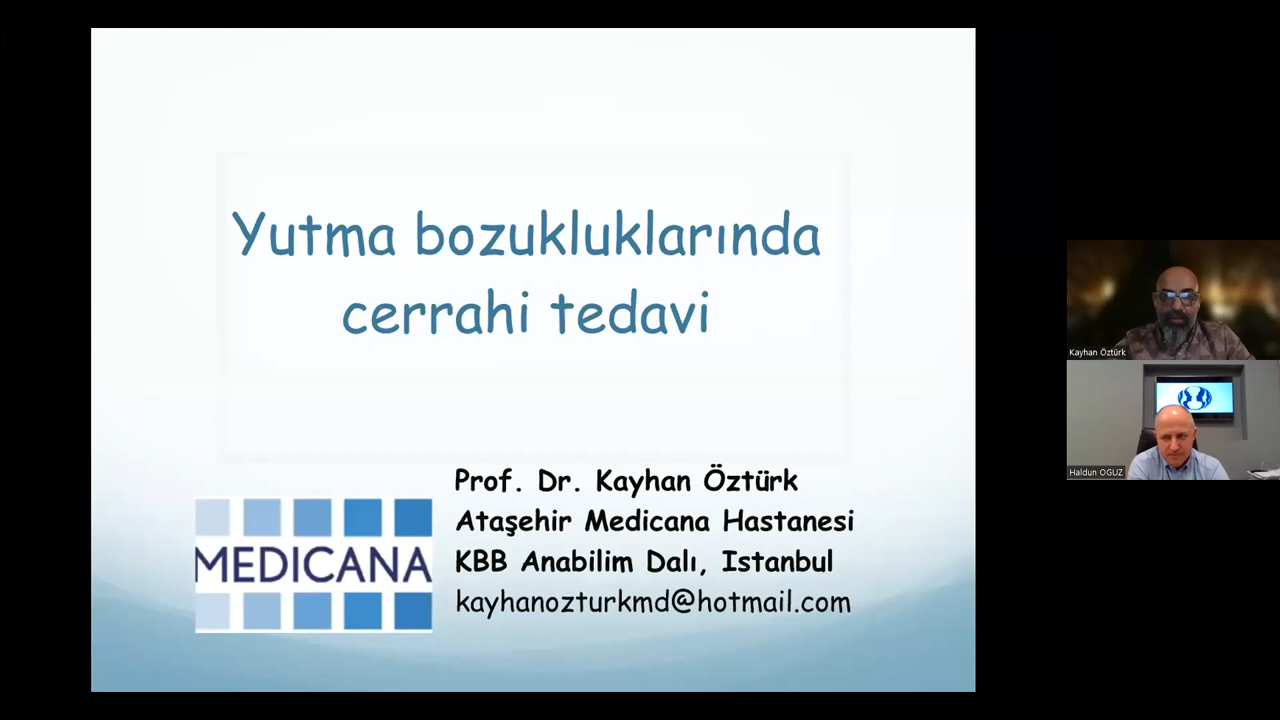 Yutma bozukluklarında
cerrahi tedavi
Prof. Dr. Kayhan Öztürk
Ataşehir Medicana Hastanesi
KBB Anabilim Dalı, Istanbul
kayhanozturkmd@hotmail.com
MEDICANA
Kayhan Öztürk
Haldun OGUZ